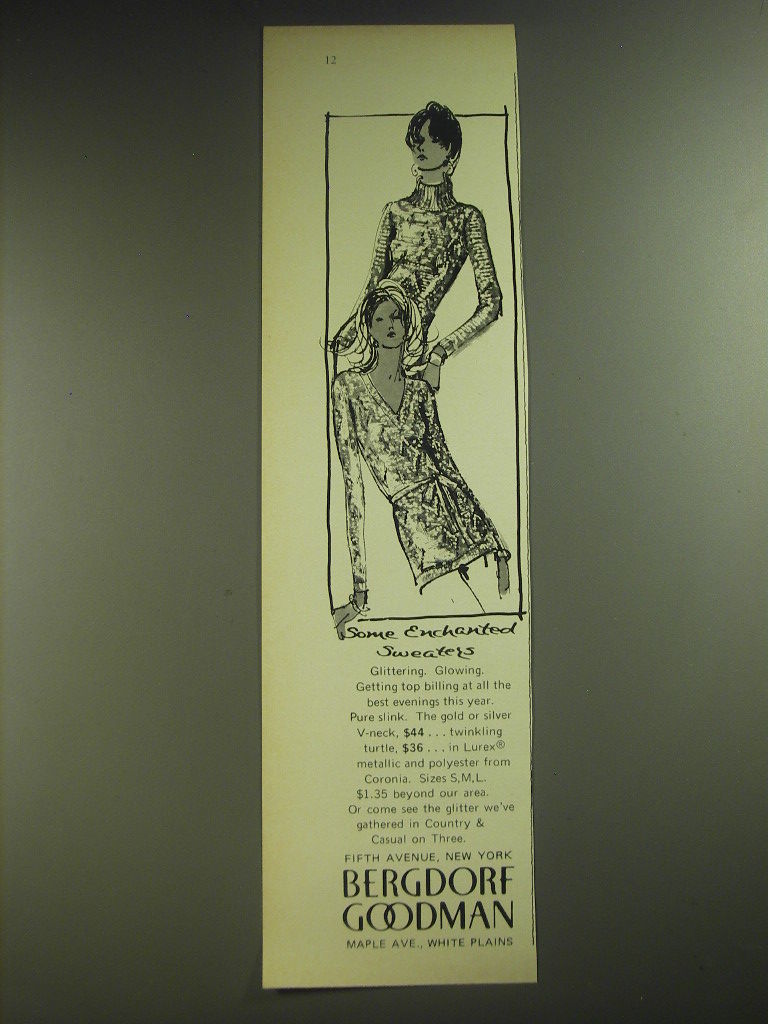 12
Some Enchanted
Sweaters
Glittering. Glowing.
Getting top billing at all the
best evenings this year.
Pure slink. The gold or silver
V-neck, $44 . . . twinkling
turtle, $36 . . . in Lurex®
metallic and polyester from
Coronia. Sizes S,M,L.
$1.35 beyond our area.
Or come see the glitter we've
gathered in Country &
Casual on Three.
FIFTH AVENUE, NEW YORK
BERGDORF
GOODMAN
MAPLE AVE., WHITE PLAINS